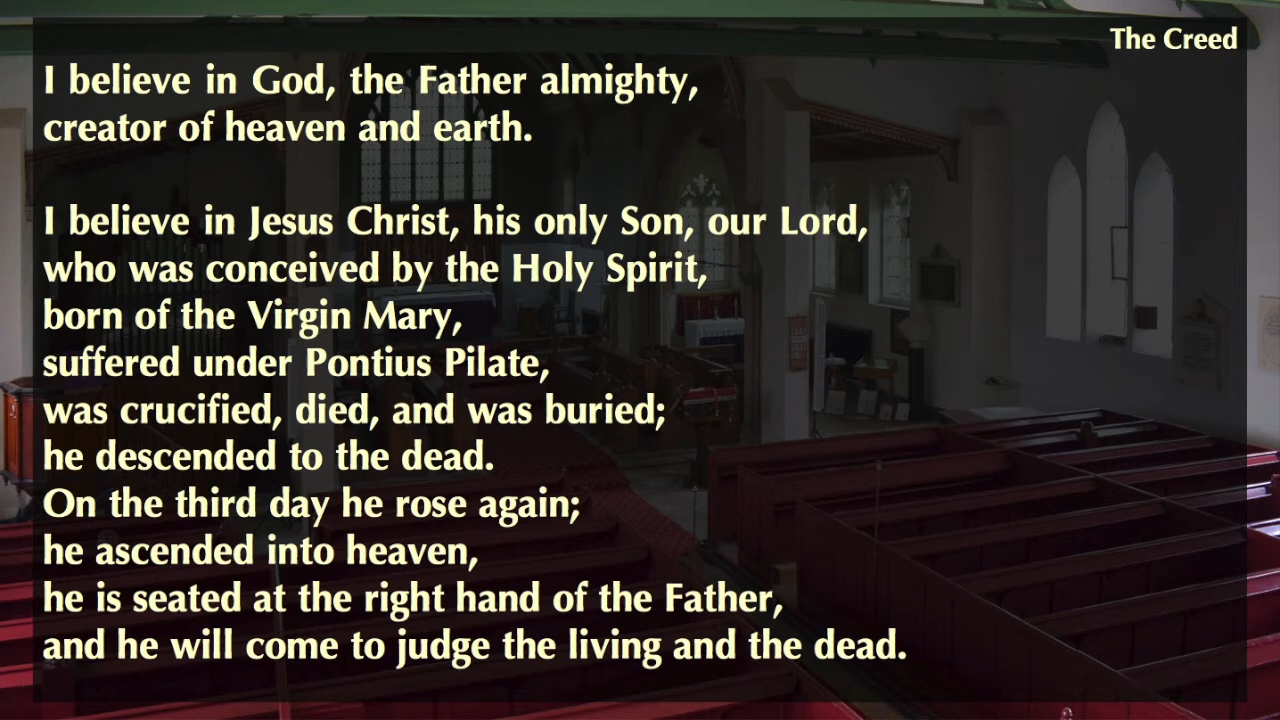 The Creed
I believe in God, the Father almighty,
creator of heaven and earth.
I believe in Jesus Christ, his only Son, our Lord,
who was conceived by the Holy Spirit,
born of the Virgin Mary,
suffered under Pontius Pilate,
was crucified, died, and was buried;
he descended to the dead.
On the third day he rose again;
he ascended into heaven,
he is seated at the right hand of the Father,
and he will come to judge the living and the dead.